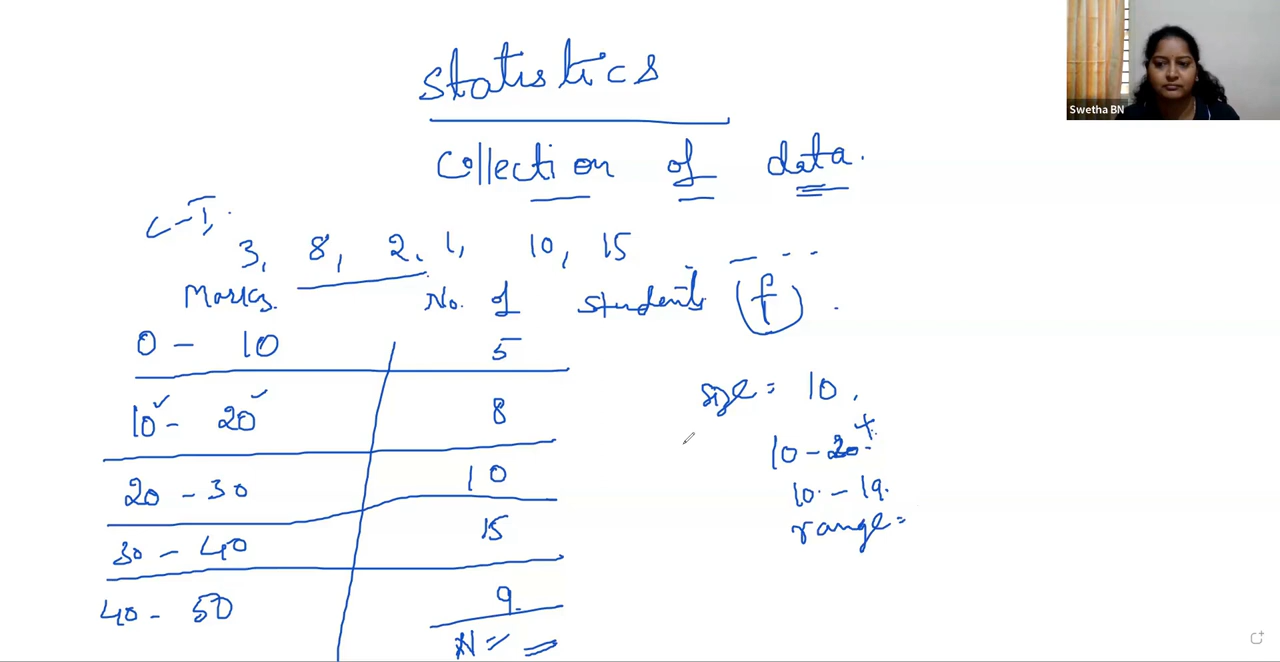 Statistics
Swetha BN
Collection of data.
C-I.
3, 8, 2, 1, 10, 15 - - -
Marks No. of students (f).
0 - 10 5
10 - 20 8
size = 10.
10 - 20
20 - 30 10
10 - 19.
range =
30 - 40 15
40 - 50 9
N =